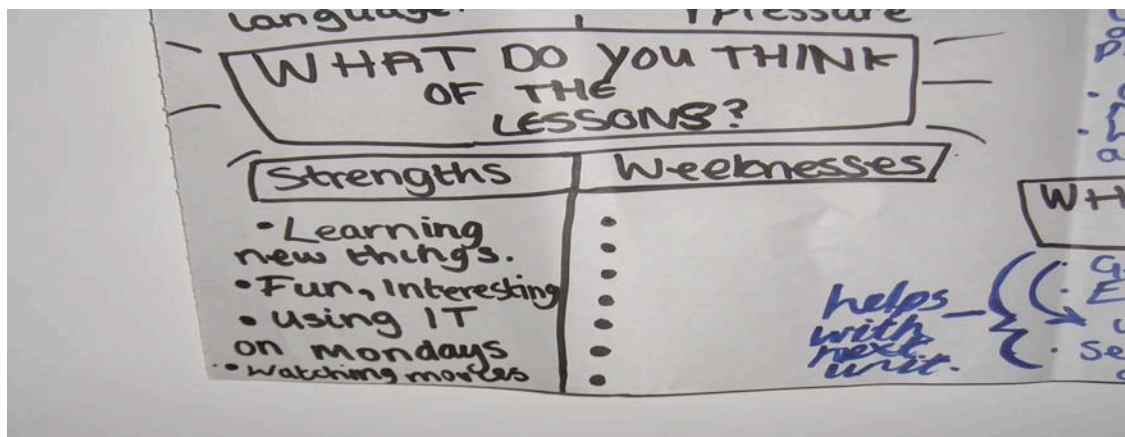 language.
pressure
WHAT DO YOU THINK
OF THE
LESSONS?
Strengths
Weeknesses
• Learning
new things.
• Fun, Interesting
• using IT
on mondays
• watching movies
•
•
•
•
•
•
•
helps
with
next
unit.
WH
• G
• E
u
• se